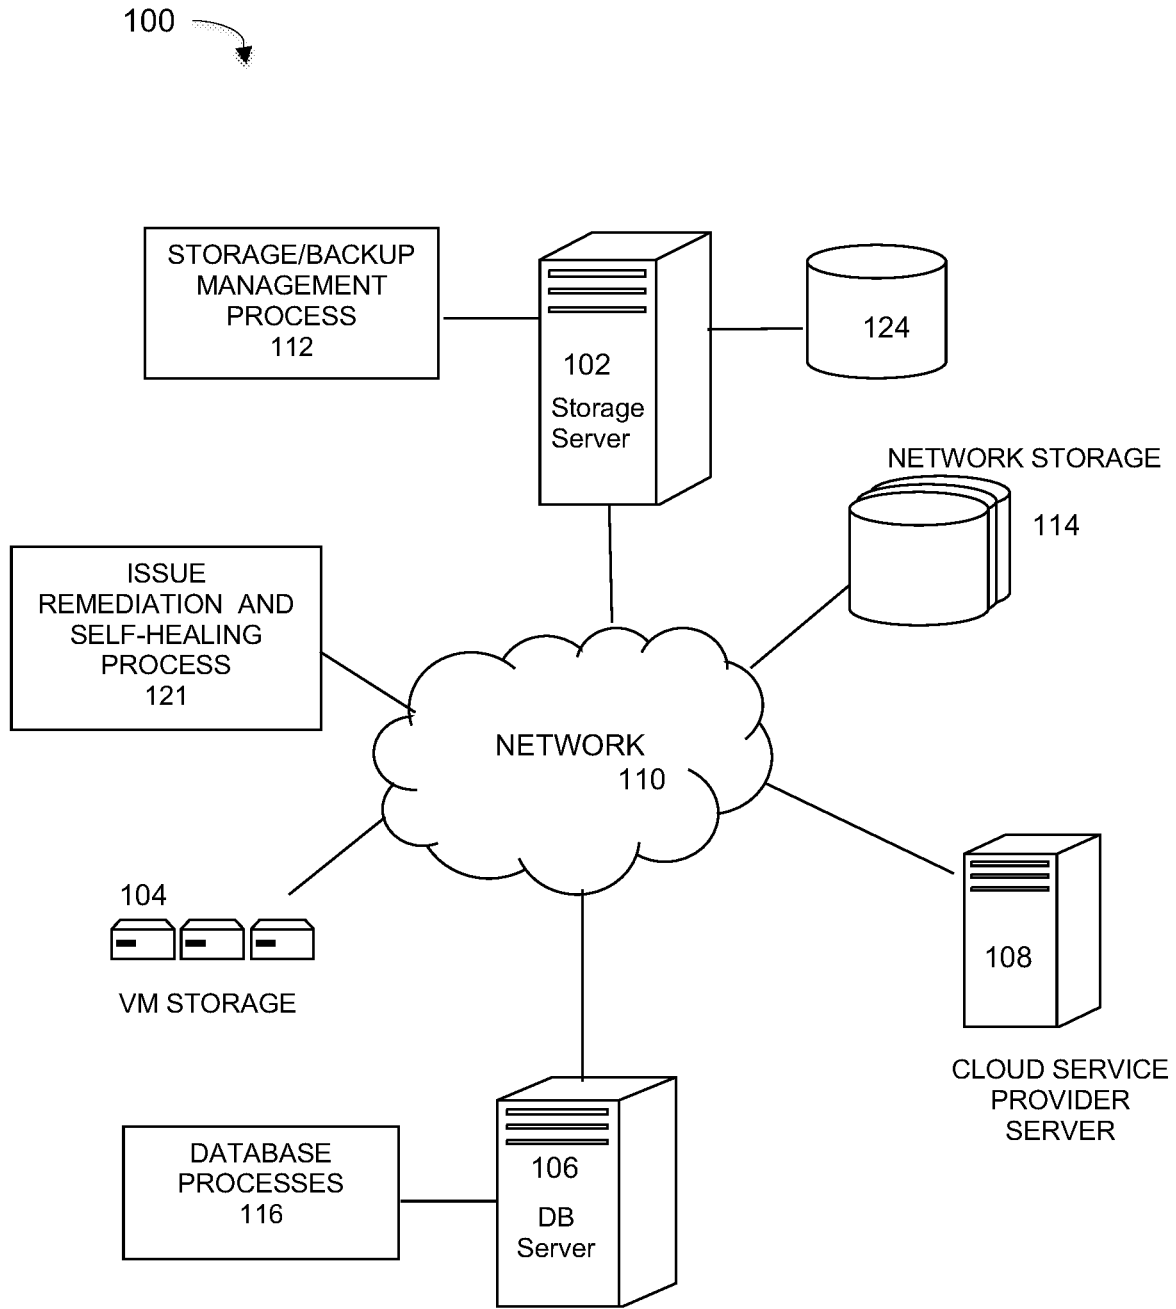 100
STORAGE/BACKUP
MANAGEMENT
PROCESS
112
102
Storage
Server
124
NETWORK STORAGE
114
ISSUE
REMEDIATION AND
SELF-HEALING
PROCESS
121
NETWORK
110
104
VM STORAGE
108
CLOUD SERVICE
PROVIDER
SERVER
DATABASE
PROCESSES
116
106
DB
Server